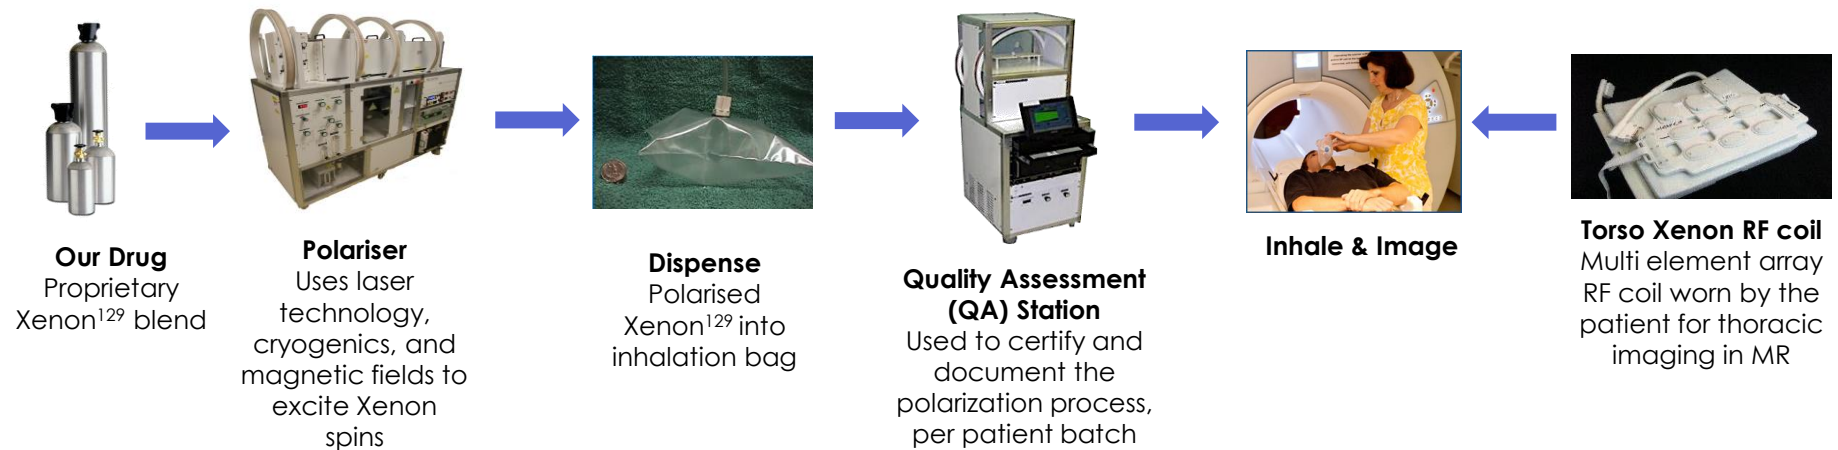 Our Drug
Proprietary
Xenon¹²⁹ blend
Polariser
Uses laser
technology,
cryogenics, and
magnetic fields to
excite Xenon
spins
Dispense
Polarised
Xenon¹²⁹ into
inhalation bag
Quality Assessment
(QA) Station
Used to certify and
document the
polarization process,
per patient batch
Inhale & Image
Torso Xenon RF coil
Multi element array
RF coil worn by the
patient for thoracic
imaging in MR